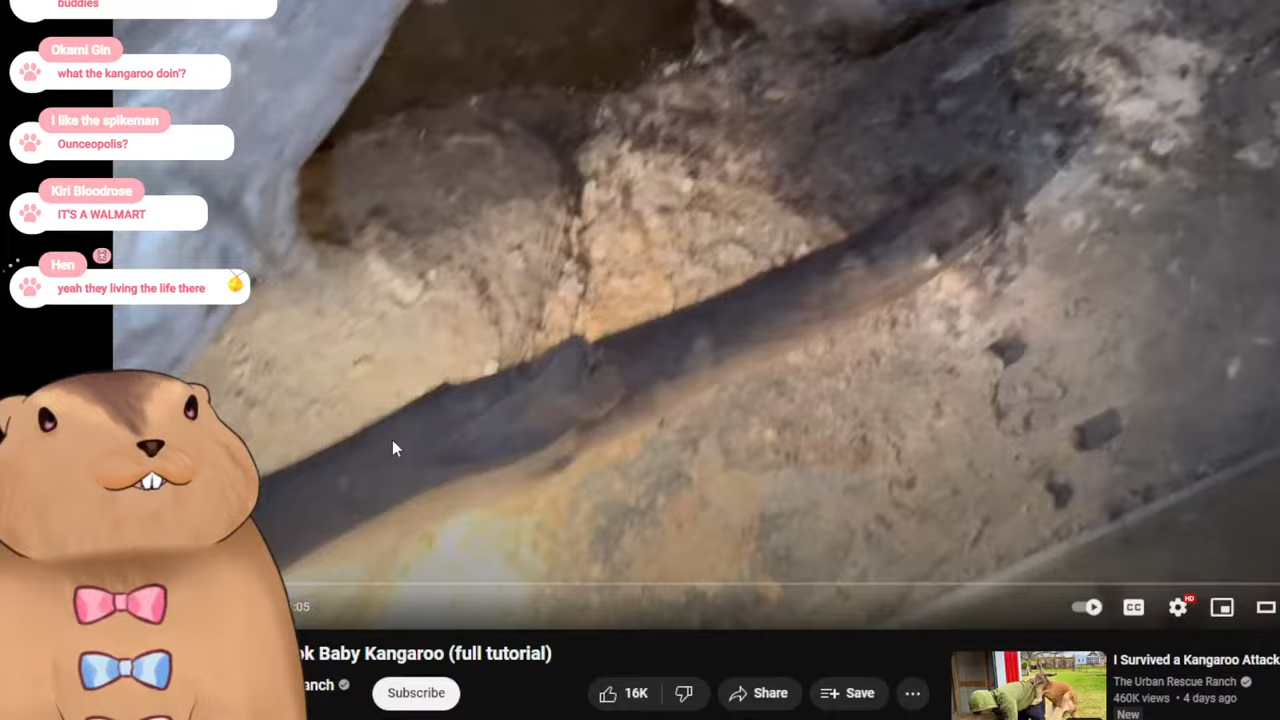 buddies
Okami Gin
what the kangaroo doin'?
I like the spikeman
Ounceopolis?
Kiri Bloodrose
IT'S A WALMART
Hen
yeah they living the life there
:05
CC
HD
ok Baby Kangaroo (full tutorial)
anch
Subscribe
16K
Share
Save
I Survived a Kangaroo Attack
The Urban Rescue Ranch
460K views • 4 days ago
New